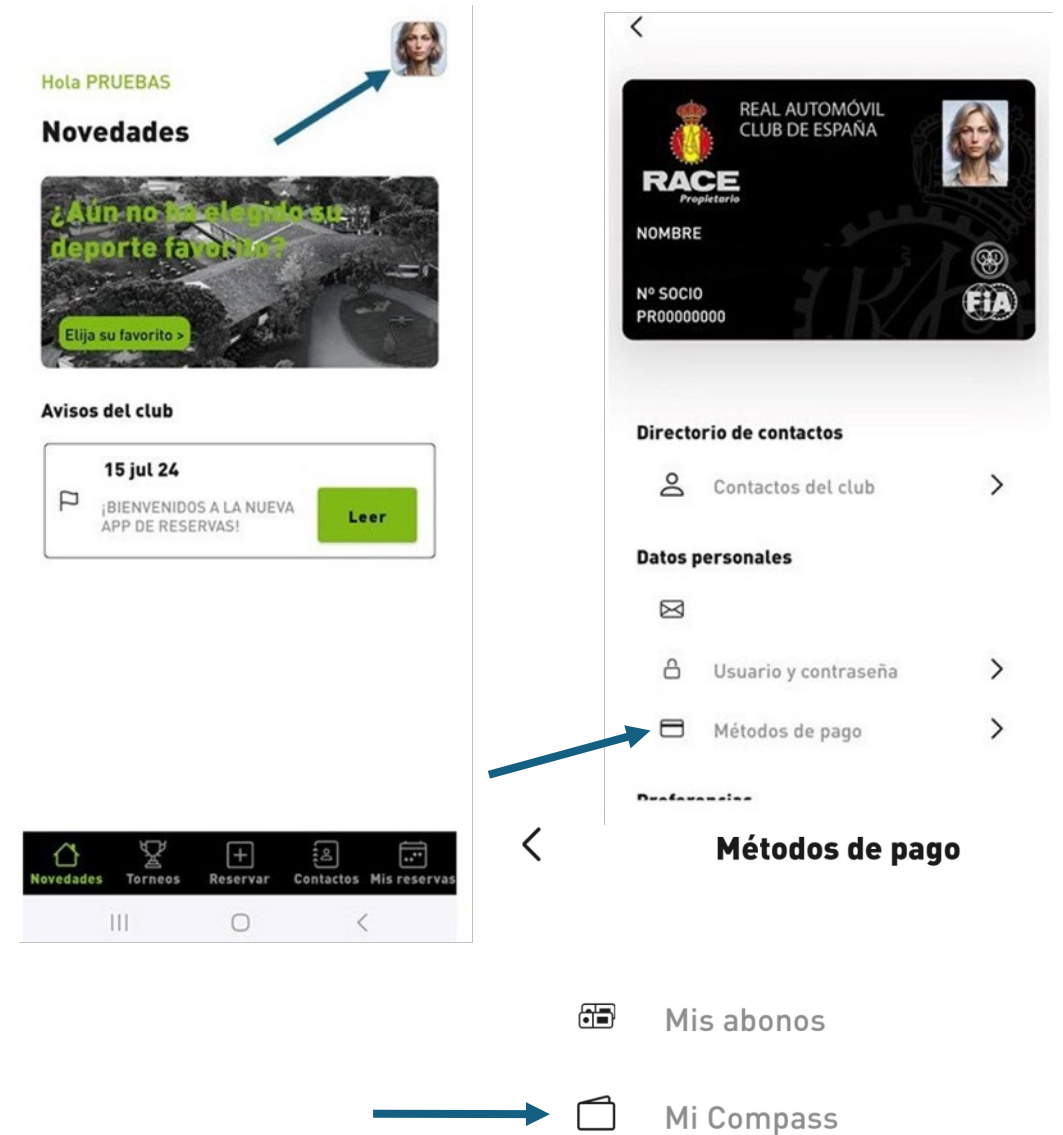 Hola PRUEBAS
Novedades
¿Aún no ha elegido su
deporte favorito?
Elija su favorito >
Avisos del club
15 jul 24
¡BIENVENIDOS A LA NUEVA
APP DE RESERVAS!
Leer
Novedades Torneos Reservar Contactos Mis reservas
REAL AUTOMÓVIL
CLUB DE ESPAÑA
RACE
Propietario
NOMBRE
Nº SOCIO
PR00000000
FiA
Directorio de contactos
Contactos del club
Datos personales
Usuario y contraseña
Métodos de pago
Preferencias
Métodos de pago
Mis abonos
Mi Compass